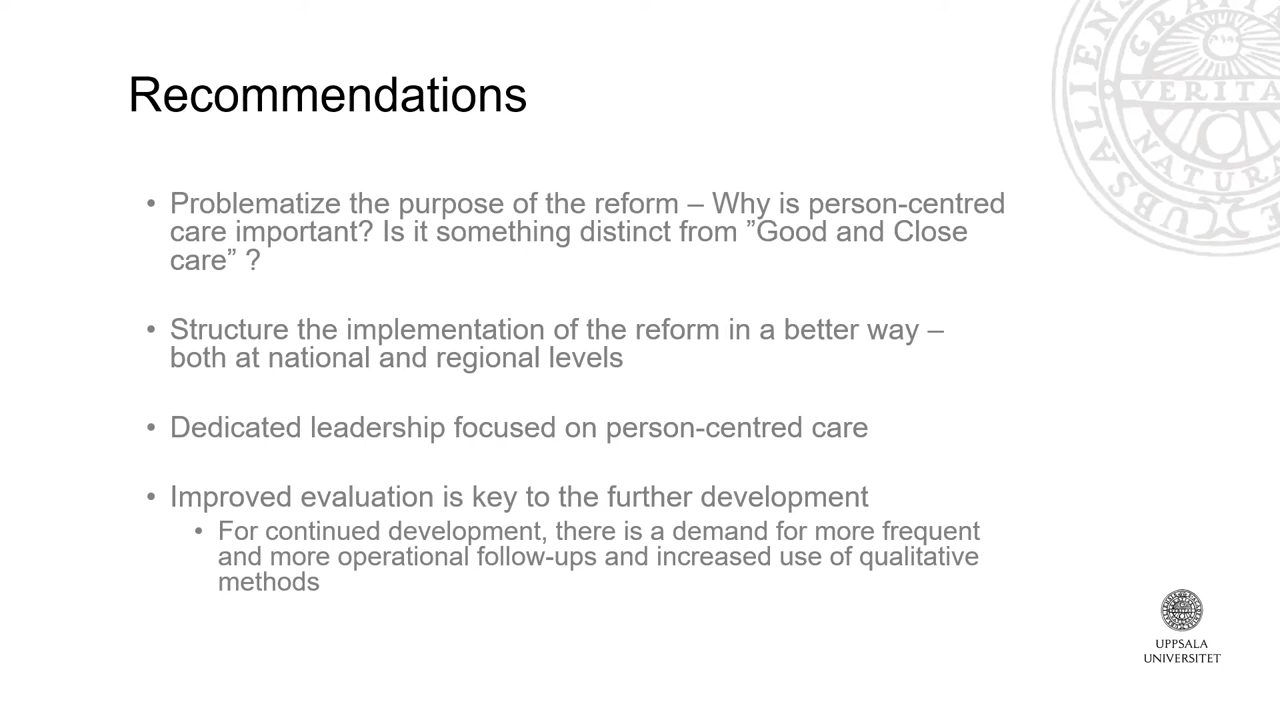 Recommendations
• Problematize the purpose of the reform – Why is person-centred
care important? Is it something distinct from ”Good and Close
care” ?
• Structure the implementation of the reform in a better way –
both at national and regional levels
• Dedicated leadership focused on person-centred care
• Improved evaluation is key to the further development
• For continued development, there is a demand for more frequent
and more operational follow-ups and increased use of qualitative
methods
VERITA
NATURA
UPPSALA
UNIVERSITET